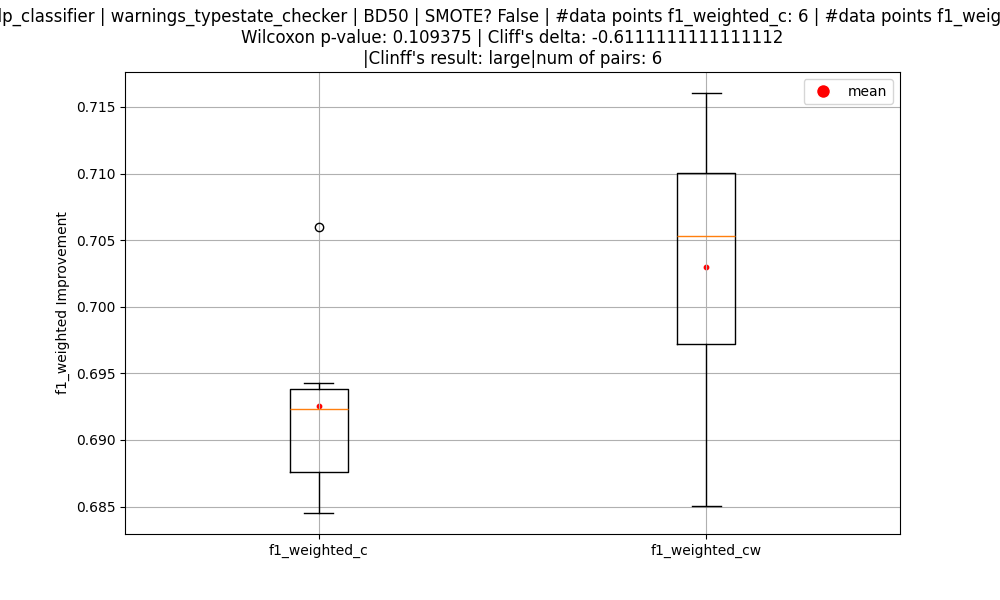 lp_classifier | warnings_typestate_checker | BD50 | SMOTE? False | #data points f1_weighted_c: 6 | #data points f1_weig
Wilcoxon p-value: 0.109375 | Cliff's delta: -0.6111111111111112
|Clinff's result: large|num of pairs: 6
mean
0.715
0.710
0.705
0.700
0.695
0.690
0.685
f1_weighted Improvement
f1_weighted_c
f1_weighted_cw